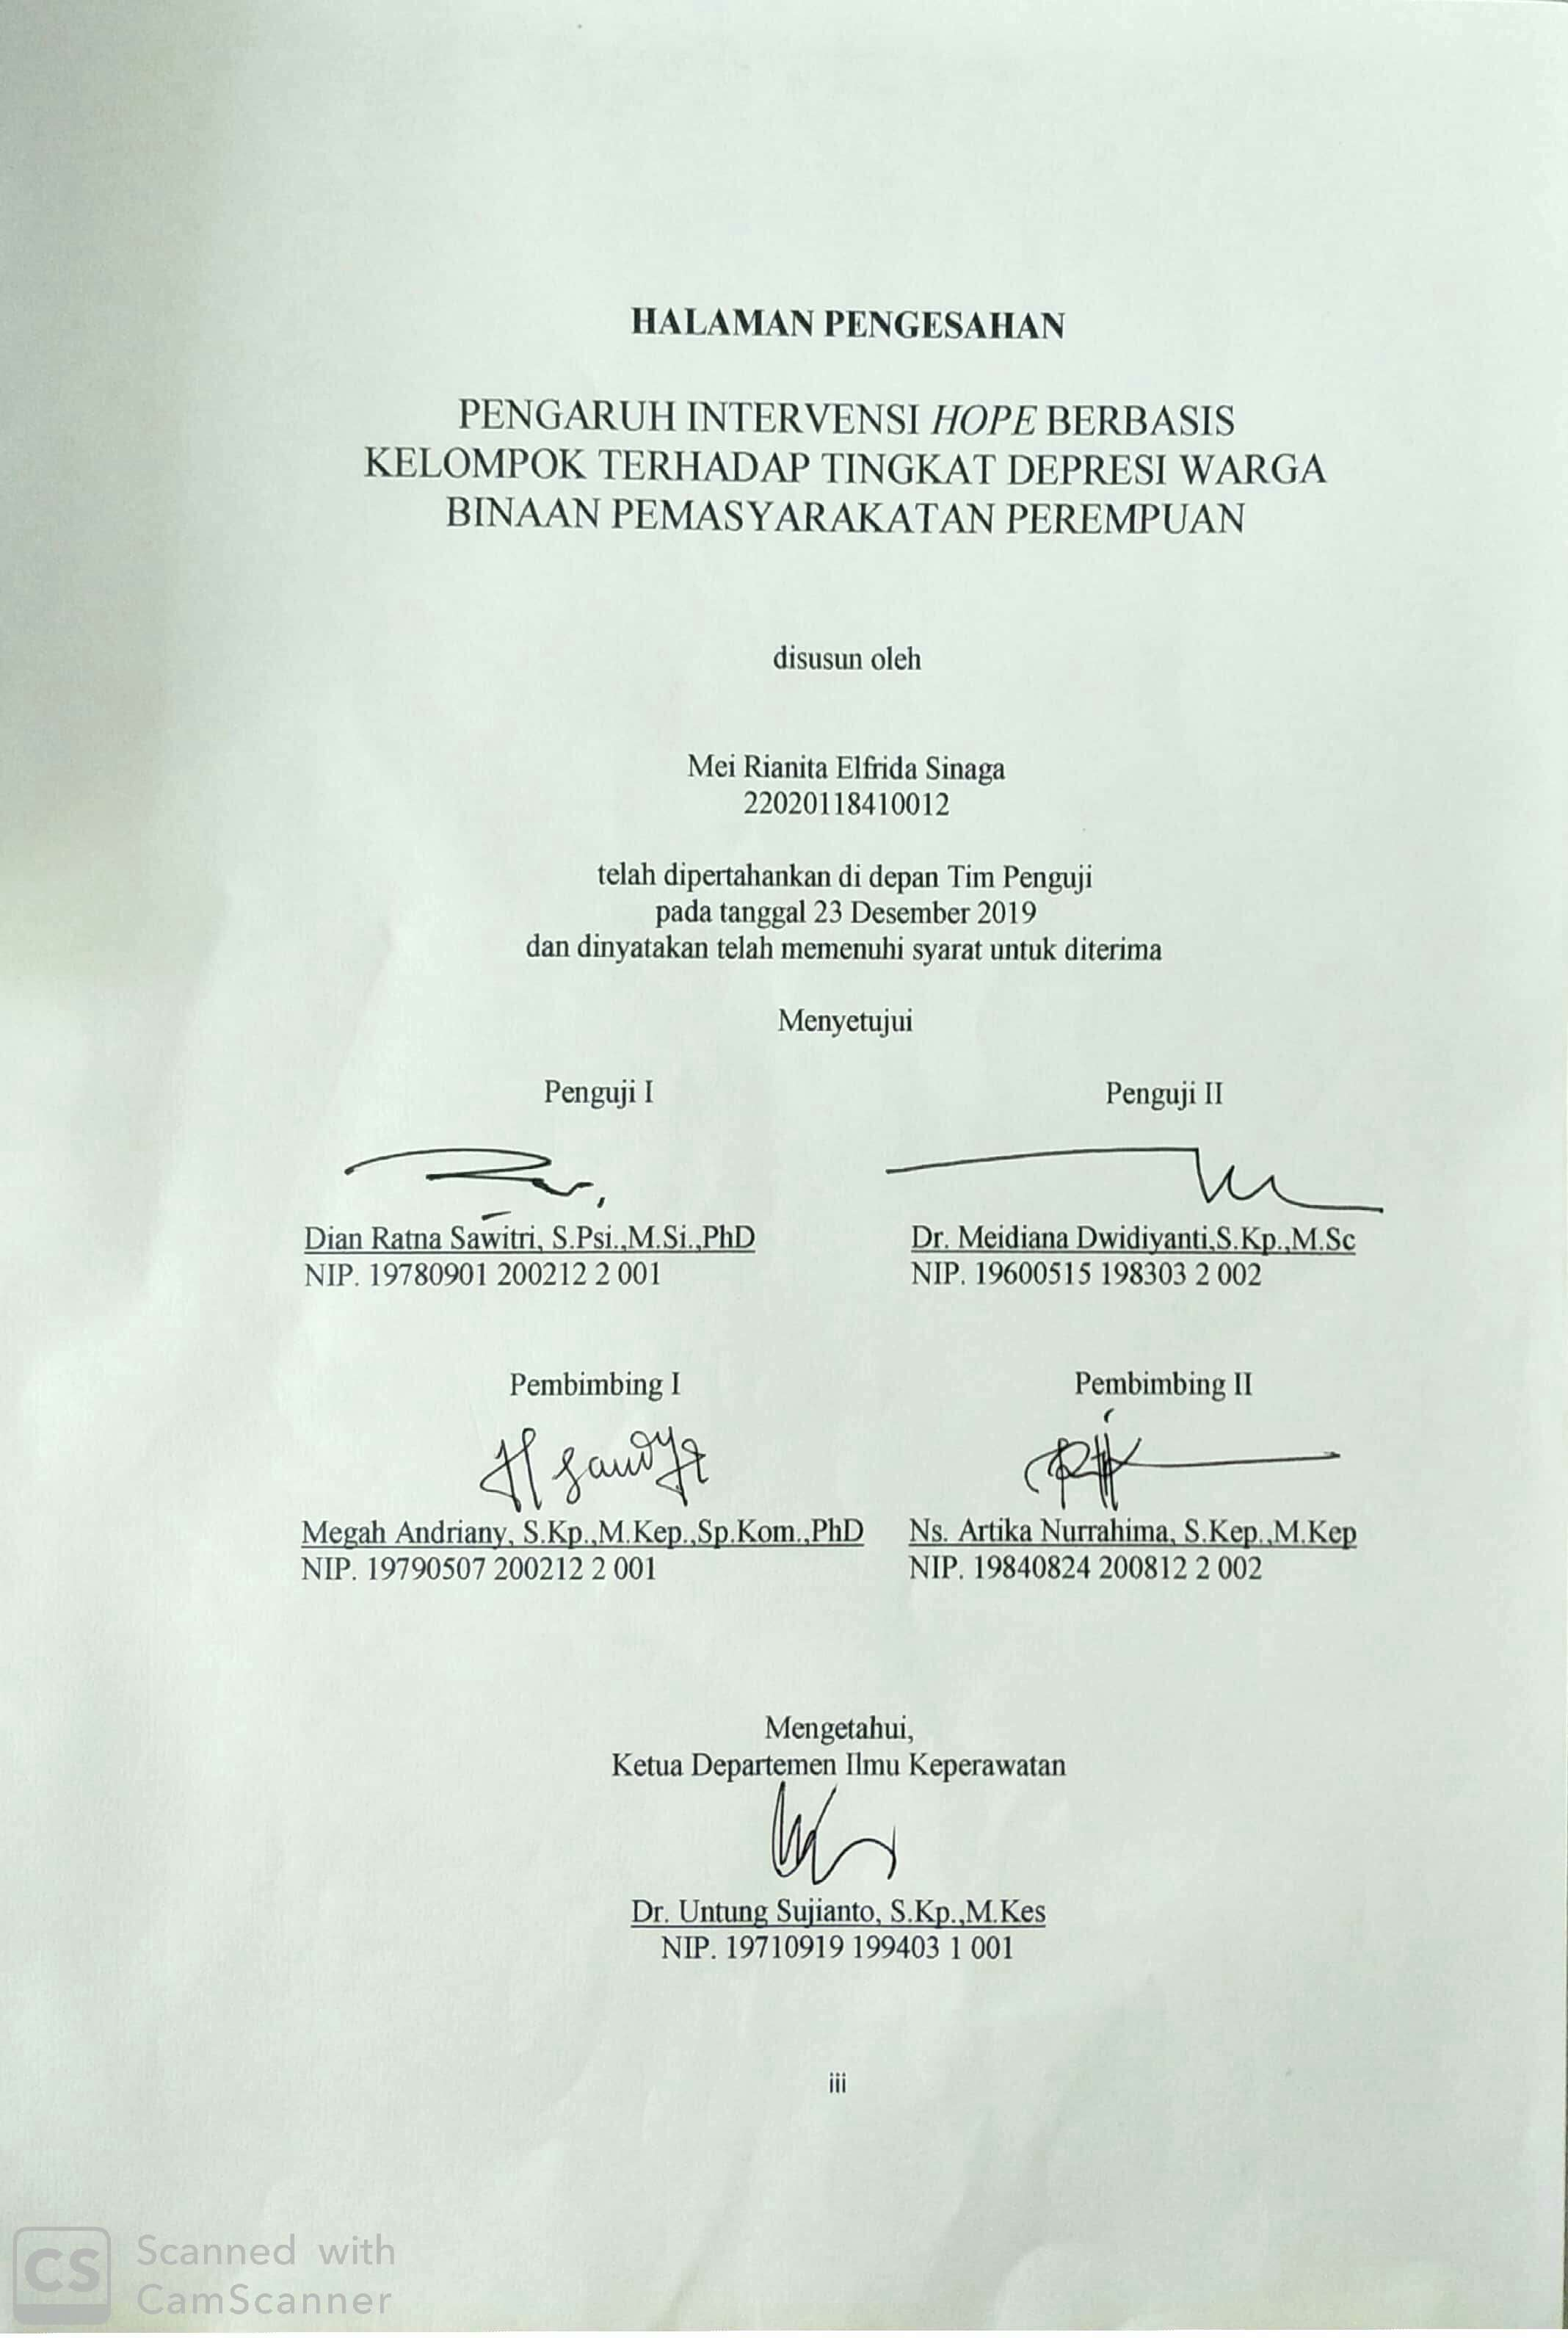 HALAMAN PENGESAHAN
PENGARUH INTERVENSI HOPE BERBASIS
KELOMPOK TERHADAP TINGKAT DEPRESI WARGA
BINAAN PEMASYARAKATAN PEREMPUAN
disusun oleh
Mei Rianita Elfrida Sinaga
22020118410012
telah dipertahankan di depan Tim Penguji
pada tanggal 23 Desember 2019
dan dinyatakan telah memenuhi syarat untuk diterima
Menyetujui
Penguji I
Penguji II
Dian Ratna Sawitri, S.Psi.,M.Si.,PhD
NIP. 19780901 200212 2 001
Dr. Meidiana Dwidiyanti,S.Kp.,M.Sc
NIP. 19600515 198303 2 002
Pembimbing I
Pembimbing II
Megah Andriany, S.Kp.,M.Kep.,Sp.Kom.,PhD
NIP. 19790507 200212 2 001
Ns. Artika Nurrahima, S.Kep.,M.Kep
NIP. 19840824 200812 2 002
Mengetahui,
Ketua Departemen Ilmu Keperawatan
Dr. Untung Sujianto, S.Kp.,M.Kes
NIP. 19710919 199403 1 001
iii
CS
Scanned with
CamScanner